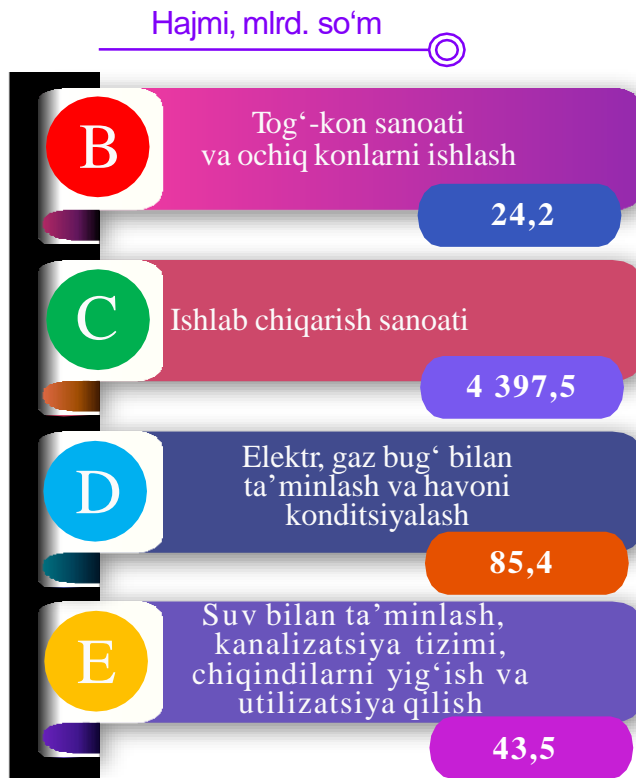 Hajmi, mlrd. so‘m
B
Tog‘-kon sanoati
va ochiq konlarni ishlash
24,2
C
Ishlab chiqarish sanoati
4 397,5
D
Elektr, gaz bug‘ bilan
ta’minlash va havoni
konditsiyalash
85,4
E
Suv bilan ta’minlash,
kanalizatsiya tizimi,
chiqindilarni yig‘ish va
utilizatsiya qilish
43,5